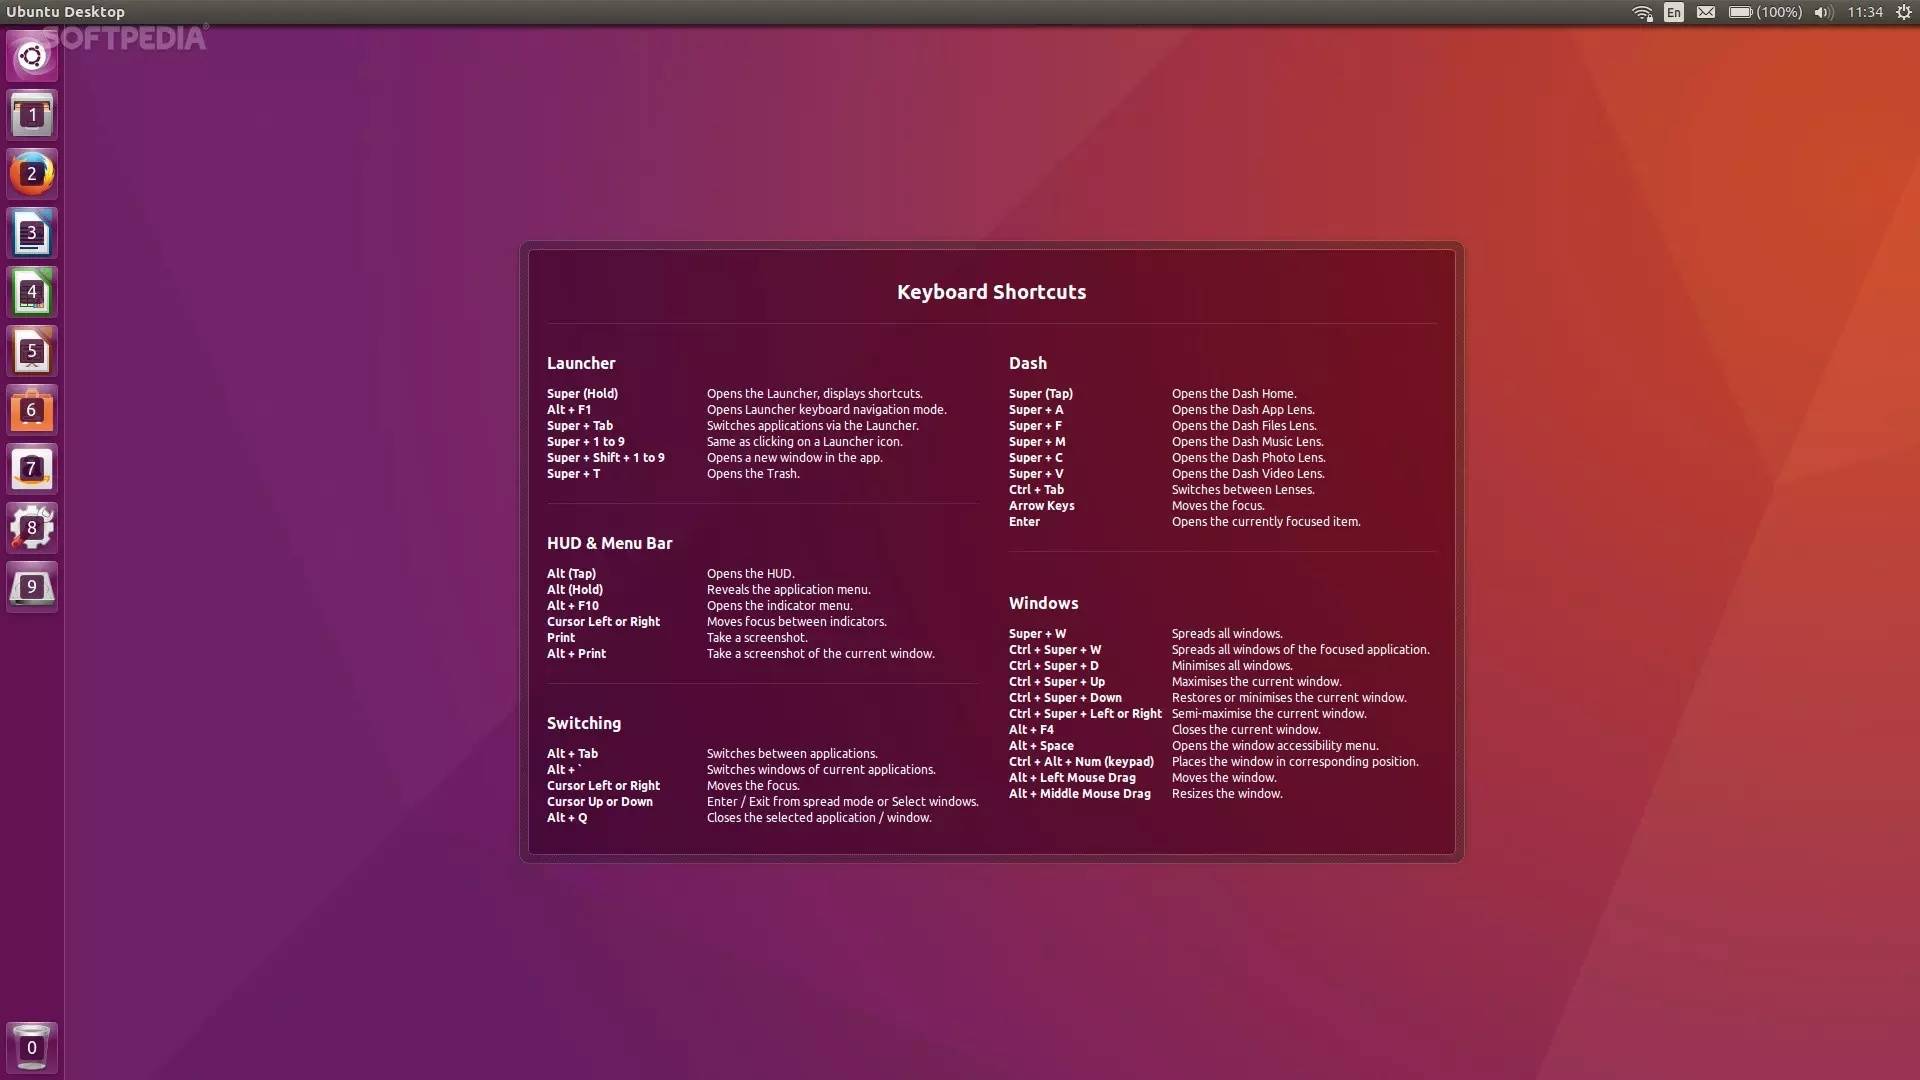 Ubuntu Desktop
En
(100%)
11:34
SOFTPEDIA®
1
2
3
4
5
6
7
8
9
0
Keyboard Shortcuts
Launcher
Super (Hold) Opens the Launcher, displays shortcuts.
Alt + F1 Opens Launcher keyboard navigation mode.
Super + Tab Switches applications via the Launcher.
Super + 1 to 9 Same as clicking on a Launcher icon.
Super + Shift + 1 to 9 Opens a new window in the app.
Super + T Opens the Trash.
HUD & Menu Bar
Alt (Tap) Opens the HUD.
Alt (Hold) Reveals the application menu.
Alt + F10 Opens the indicator menu.
Cursor Left or Right Moves focus between indicators.
Print Take a screenshot.
Alt + Print Take a screenshot of the current window.
Switching
Alt + Tab Switches between applications.
Alt + ` Switches windows of current applications.
Cursor Left or Right Moves the focus.
Cursor Up or Down Enter / Exit from spread mode or Select windows.
Alt + Q Closes the selected application / window.
Dash
Super (Tap) Opens the Dash Home.
Super + A Opens the Dash App Lens.
Super + F Opens the Dash Files Lens.
Super + M Opens the Dash Music Lens.
Super + C Opens the Dash Photo Lens.
Super + V Opens the Dash Video Lens.
Ctrl + Tab Switches between Lenses.
Arrow Keys Moves the focus.
Enter Opens the currently focused item.
Windows
Super + W Spreads all windows.
Ctrl + Super + W Spreads all windows of the focused application.
Ctrl + Super + D Minimises all windows.
Ctrl + Super + Up Maximises the current window.
Ctrl + Super + Down Restores or minimises the current window.
Ctrl + Super + Left or Right Semi-maximise the current window.
Alt + F4 Closes the current window.
Alt + Space Opens the window accessibility menu.
Ctrl + Alt + Num (keypad) Places the window in corresponding position.
Alt + Left Mouse Drag Moves the window.
Alt + Middle Mouse Drag Resizes the window.